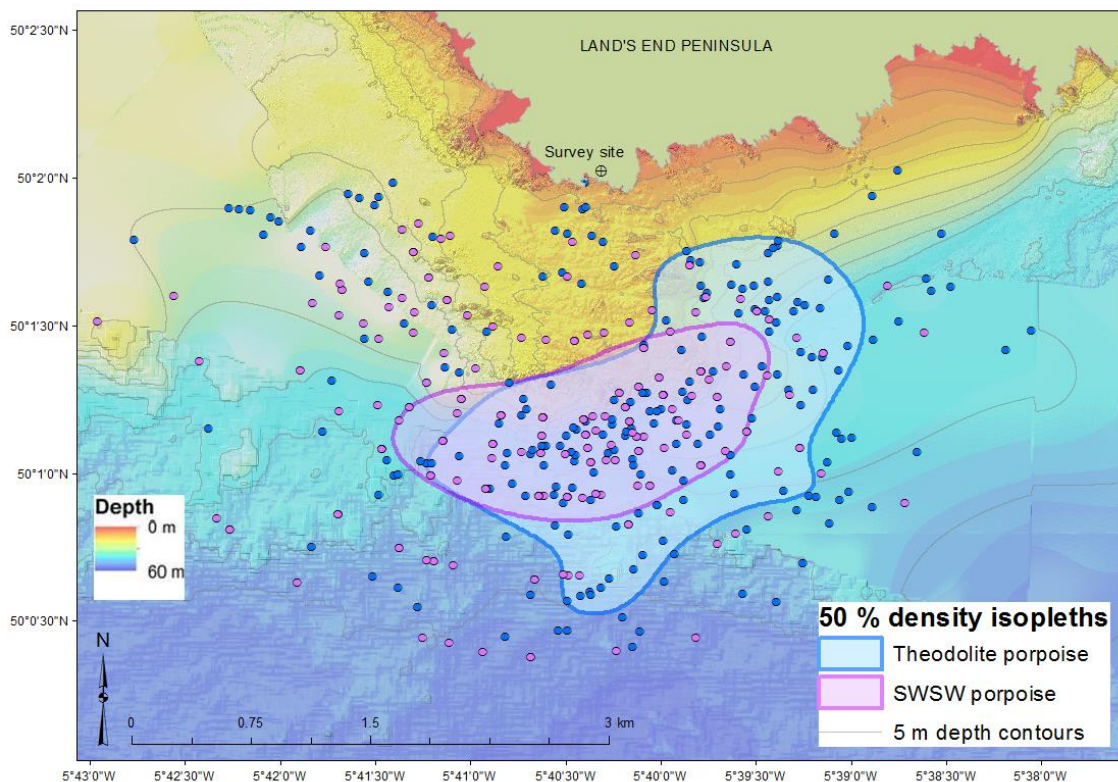 50°2'30"N
LAND'S END PENINSULA
Survey site
50°2'0"N
50°1'30"N
50°1'0"N
Depth
0 m
60 m
50°0'30"N
50 % density isopleths
Theodolite porpoise
SWSW porpoise
5 m depth contours
N
0 0.75 1.5 3 km
5°43'0"W 5°42'30"W 5°42'0"W 5°41'30"W 5°41'0"W 5°40'30"W 5°40'0"W 5°39'30"W 5°39'0"W 5°38'30"W 5°38'0"W